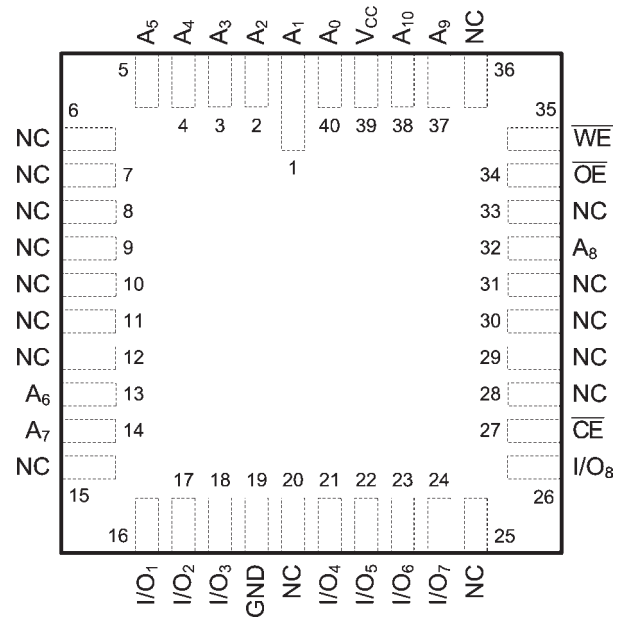 A5 A4 A3 A2 A1 A0 VCC A10 A9 NC
5 36
6 4 3 2 40 39 38 37 35
NC W̅E̅
1
NC 7 34 O̅E̅
NC 8 33 NC
NC 9 32 A8
NC 10 31 NC
NC 11 30 NC
NC 12 29 NC
A6 13 28 NC
A7 14 27 C̅E̅
NC I/O8
15 17 18 19 20 21 22 23 24 26
16 25
I/O1 I/O2 I/O3 GND NC I/O4 I/O5 I/O6 I/O7 NC